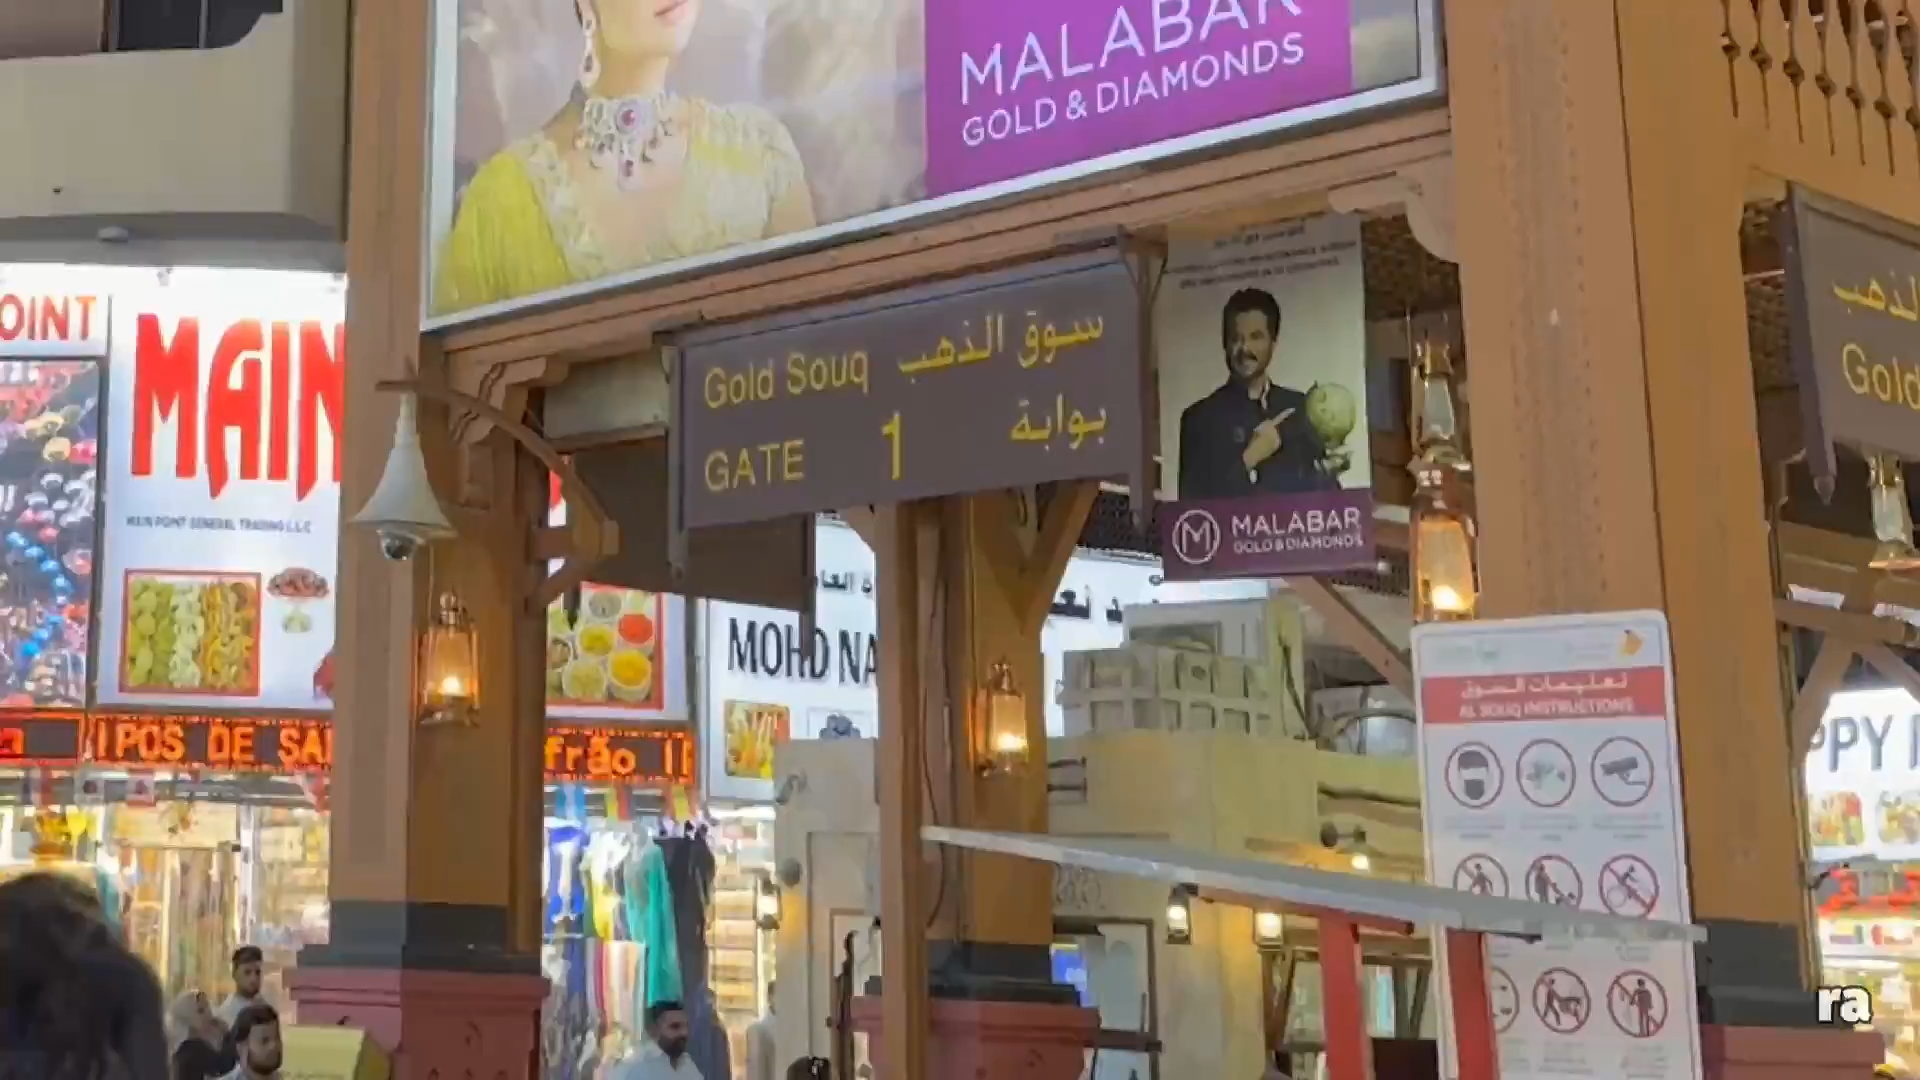 MALABAR
GOLD & DIAMONDS
OINT
MAIN
MAIN POINT GENERAL TRADING L.L.C
IPOS DE SA
frão
Gold Souq سوق الذهب
GATE 1 بوابة
MALABAR
GOLD & DIAMONDS
MOHD NA
الذهب
Gold
تعليمات السوق
AL SOUQ INSTRUCTIONS
PPY
ra